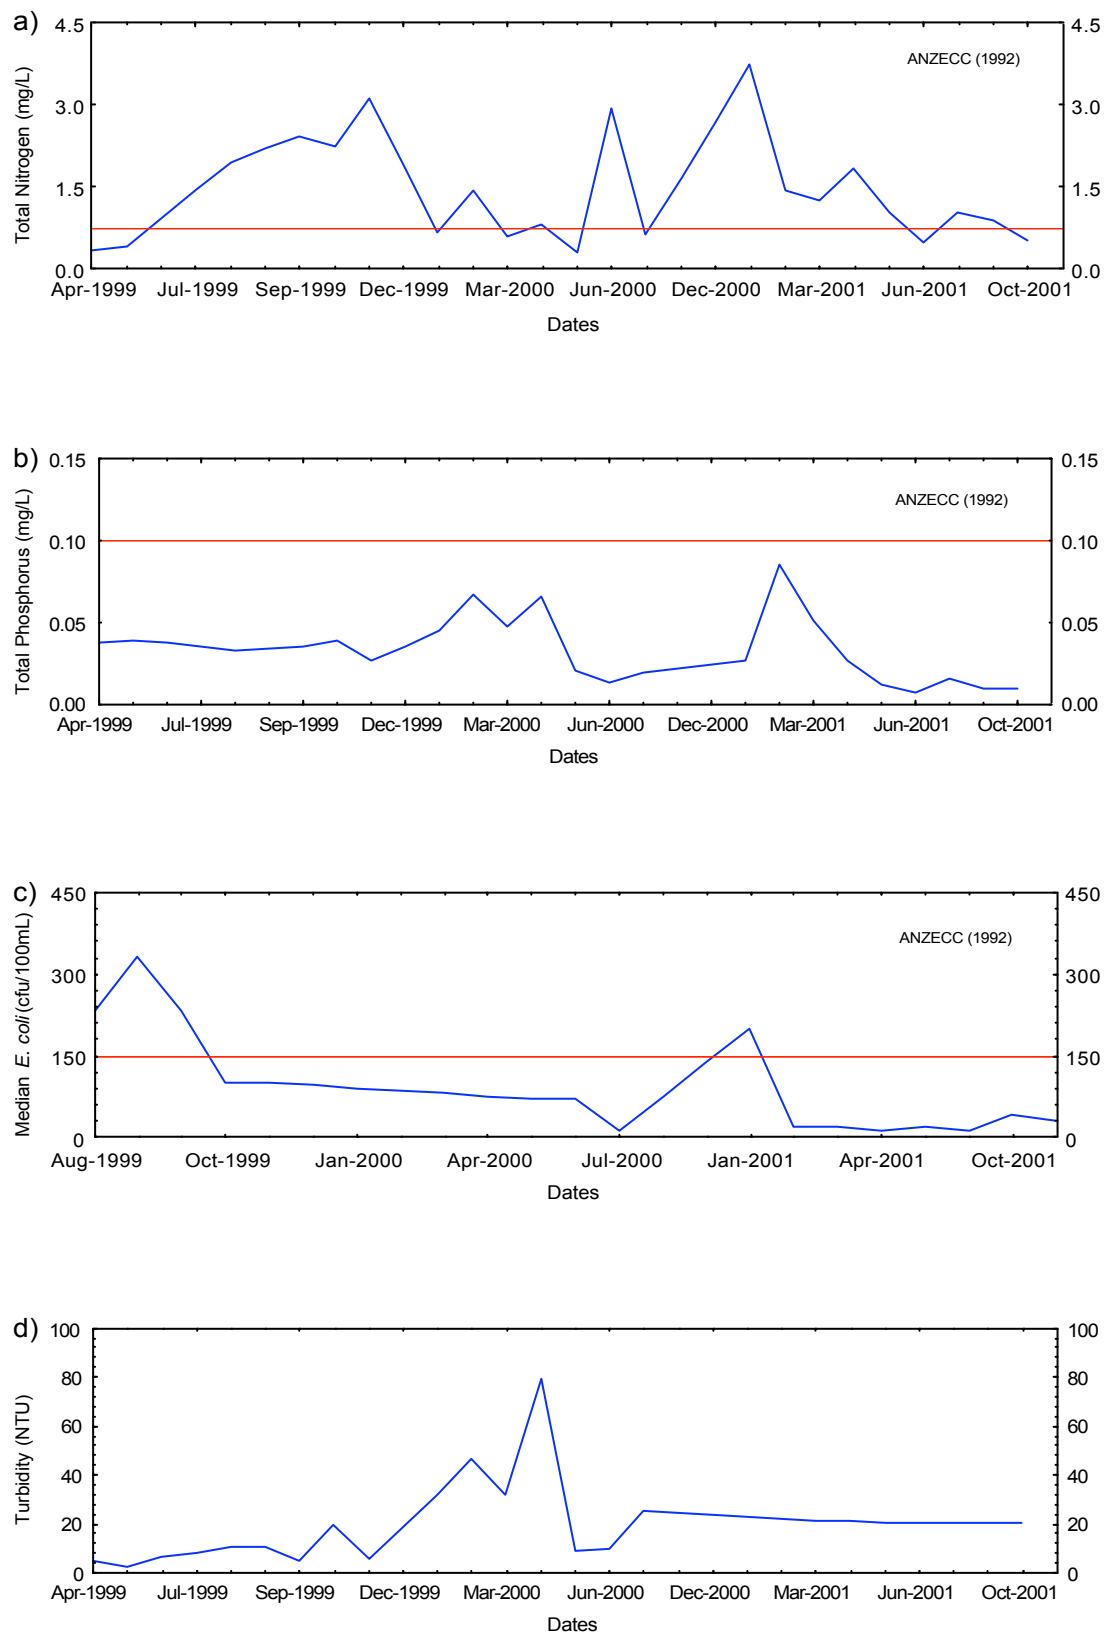 a)
4.5
4.5
ANZECC (1992)
3.0
3.0
1.5
1.5
0.0
0.0
Total Nitrogen (mg/L)
Apr-1999 Jul-1999 Sep-1999 Dec-1999 Mar-2000 Jun-2000 Dec-2000 Mar-2001 Jun-2001 Oct-2001
Dates
b)
0.15
0.15
ANZECC (1992)
0.10
0.10
0.05
0.05
0.00
0.00
Total Phosphorus (mg/L)
Apr-1999 Jul-1999 Sep-1999 Dec-1999 Mar-2000 Jun-2000 Dec-2000 Mar-2001 Jun-2001 Oct-2001
Dates
c)
450
450
ANZECC (1992)
300
300
150
150
0
0
Median E. coli (cfu/100mL)
Aug-1999 Oct-1999 Jan-2000 Apr-2000 Jul-2000 Jan-2001 Apr-2001 Oct-2001
Dates
d)
100
100
80
80
60
60
40
40
20
20
0
0
Turbidity (NTU)
Apr-1999 Jul-1999 Sep-1999 Dec-1999 Mar-2000 Jun-2000 Dec-2000 Mar-2001 Jun-2001 Oct-2001
Dates